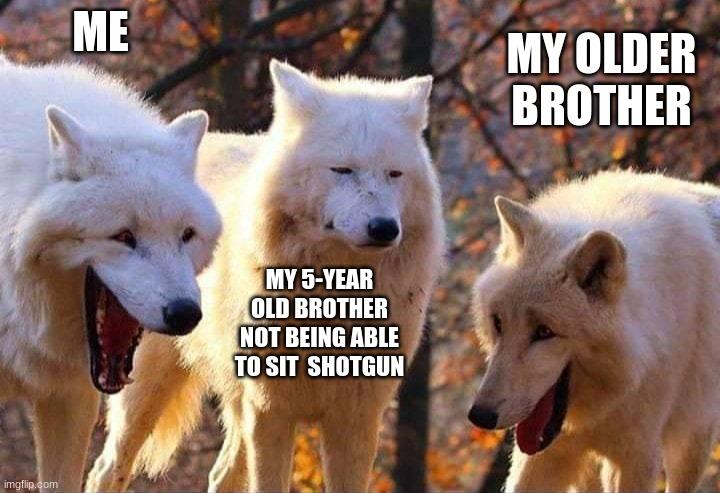 ME
MY OLDER
BROTHER
MY 5-YEAR
OLD BROTHER
NOT BEING ABLE
TO SIT SHOTGUN
imgflip.com